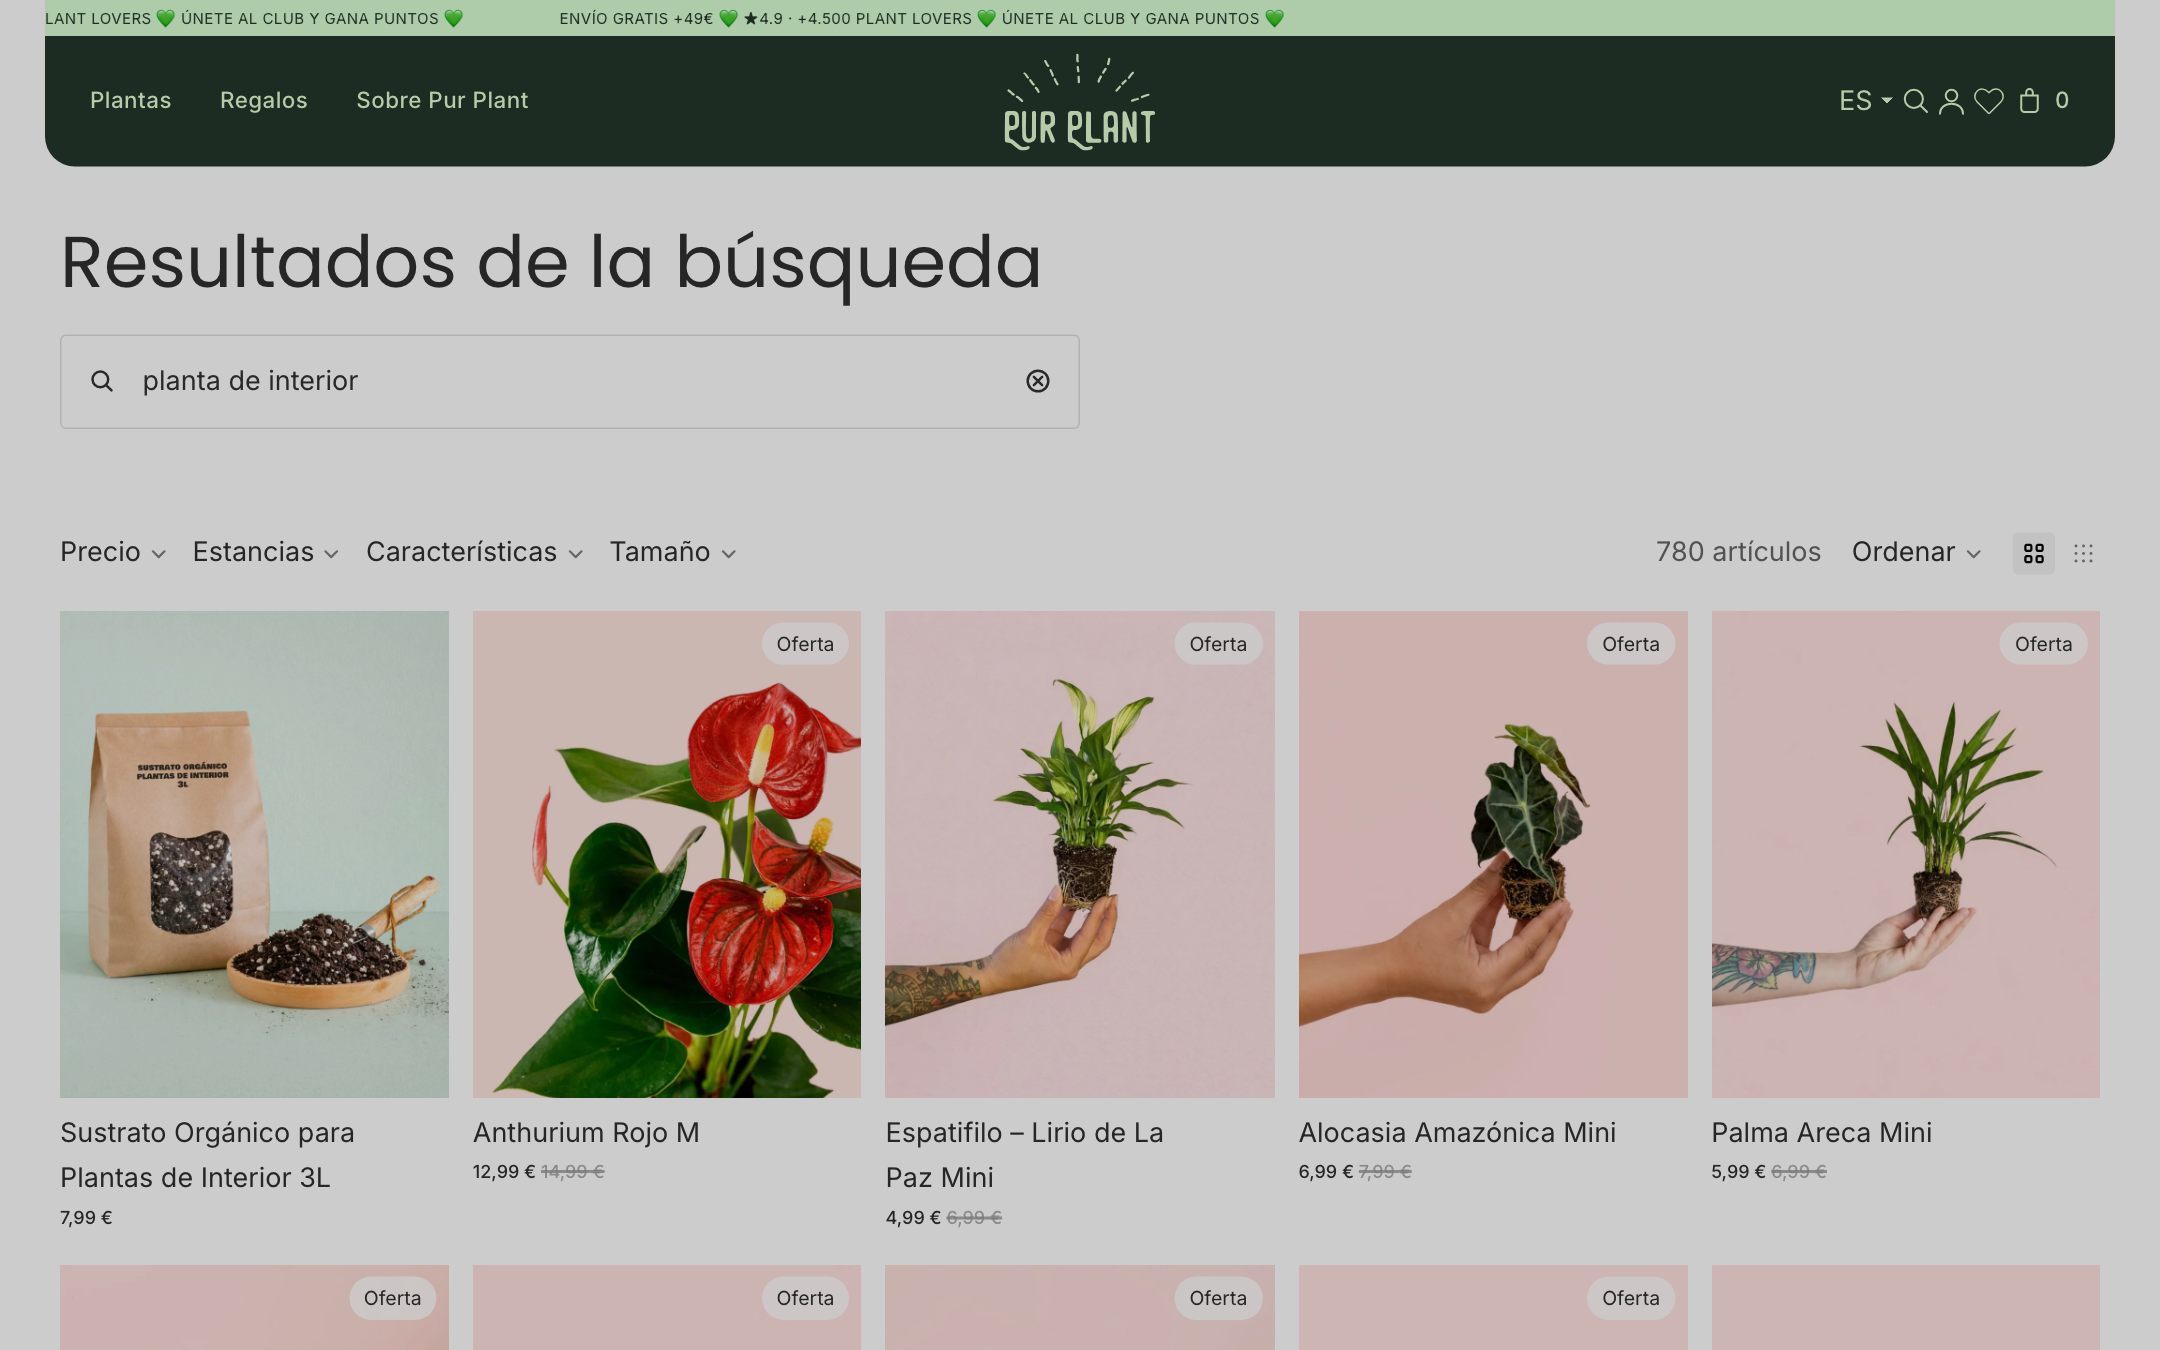 LANT LOVERS 💚 ÚNETE AL CLUB Y GANA PUNTOS 💚 ENVÍO GRATIS +49€ 💚 ★4.9 · +4.500 PLANT LOVERS 💚 ÚNETE AL CLUB Y GANA PUNTOS 💚
Plantas Regalos Sobre Pur Plant
PUR PLANT
ES 0
Resultados de la búsqueda
planta de interior
Precio Estancias Características Tamaño
780 artículos Ordenar
SUSTRATO ORGÁNICO
PLANTAS DE INTERIOR
3L
Sustrato Orgánico para
Plantas de Interior 3L
7,99 €
Oferta
Anthurium Rojo M
12,99 € 14,99 €
Oferta
Espatifilo – Lirio de La
Paz Mini
4,99 € 6,99 €
Oferta
Alocasia Amazónica Mini
6,99 € 7,99 €
Oferta
Palma Areca Mini
5,99 € 6,99 €
Oferta
Oferta
Oferta
Oferta